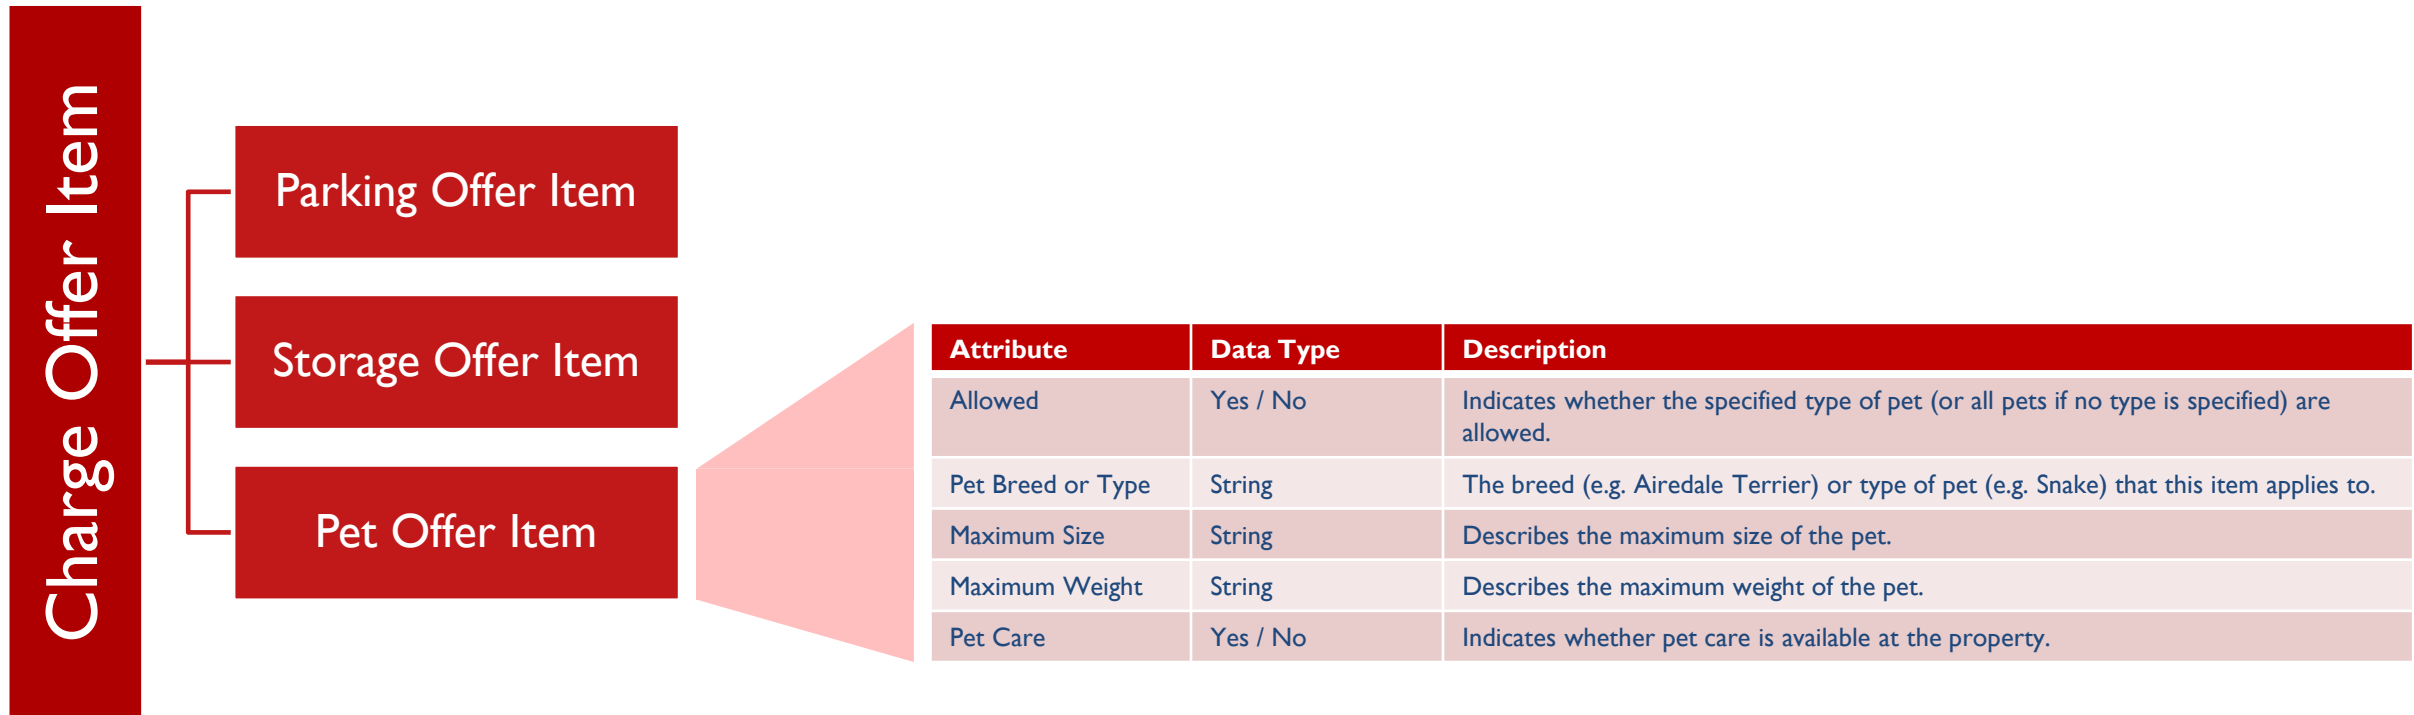 Charge Offer Item
Parking Offer Item
Storage Offer Item
Pet Offer Item
Attribute Data Type Description
Allowed Yes / No Indicates whether the specified type of pet (or all pets if no type is specified) are
allowed.
Pet Breed or Type String The breed (e.g. Airedale Terrier) or type of pet (e.g. Snake) that this item applies to.
Maximum Size String Describes the maximum size of the pet.
Maximum Weight String Describes the maximum weight of the pet.
Pet Care Yes / No Indicates whether pet care is available at the property.